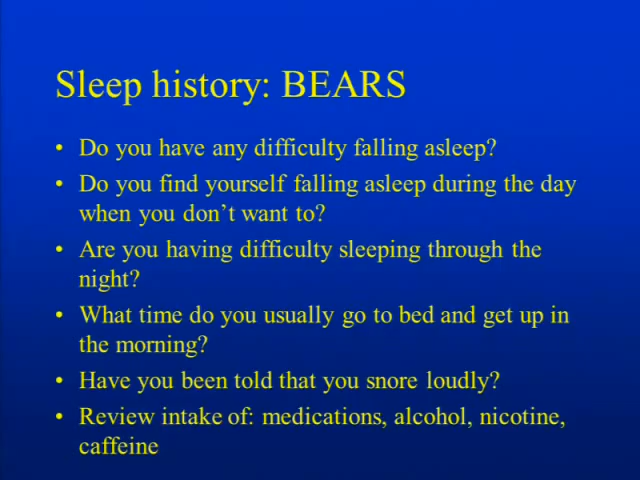 Sleep history: BEARS
• Do you have any difficulty falling asleep?
• Do you find yourself falling asleep during the day
when you don't want to?
• Are you having difficulty sleeping through the
night?
• What time do you usually go to bed and get up in
the morning?
• Have you been told that you snore loudly?
• Review intake of: medications, alcohol, nicotine,
caffeine